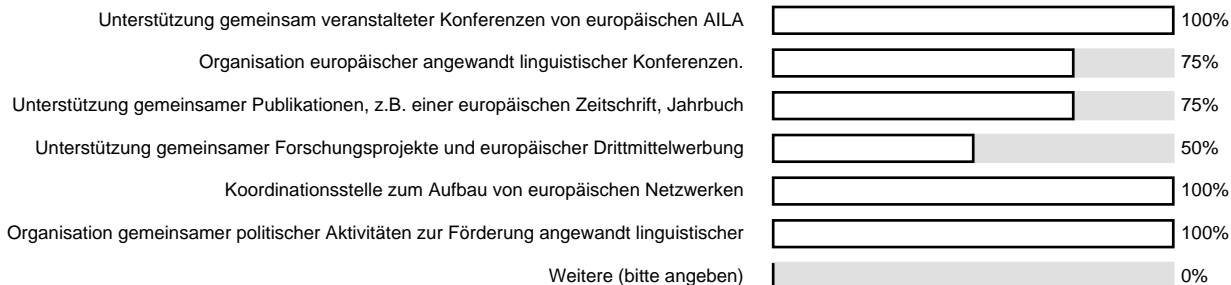 Unterstützung gemeinsam veranstalteter Konferenzen von europäischen AILA 100%
Organisation europäischer angewandt linguistischer Konferenzen. 75%
Unterstützung gemeinsamer Publikationen, z.B. einer europäischen Zeitschrift, Jahrbuch 75%
Unterstützung gemeinsamer Forschungsprojekte und europäischer Drittmittelwerbung 50%
Koordinationsstelle zum Aufbau von europäischen Netzwerken 100%
Organisation gemeinsamer politischer Aktivitäten zur Förderung angewandt linguistischer 100%
Weitere (bitte angeben) 0%